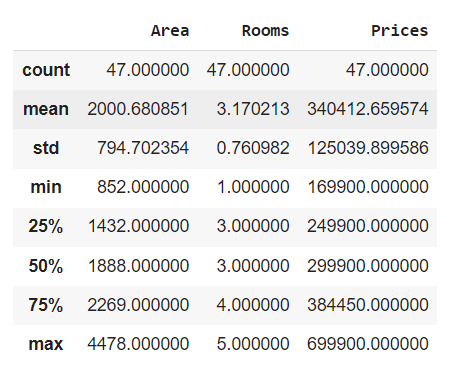 Area Rooms Prices
count 47.000000 47.000000 47.000000
mean 2000.680851 3.170213 340412.659574
std 794.702354 0.760982 125039.899586
min 852.000000 1.000000 169900.000000
25% 1432.000000 3.000000 249900.000000
50% 1888.000000 3.000000 299900.000000
75% 2269.000000 4.000000 384450.000000
max 4478.000000 5.000000 699900.000000